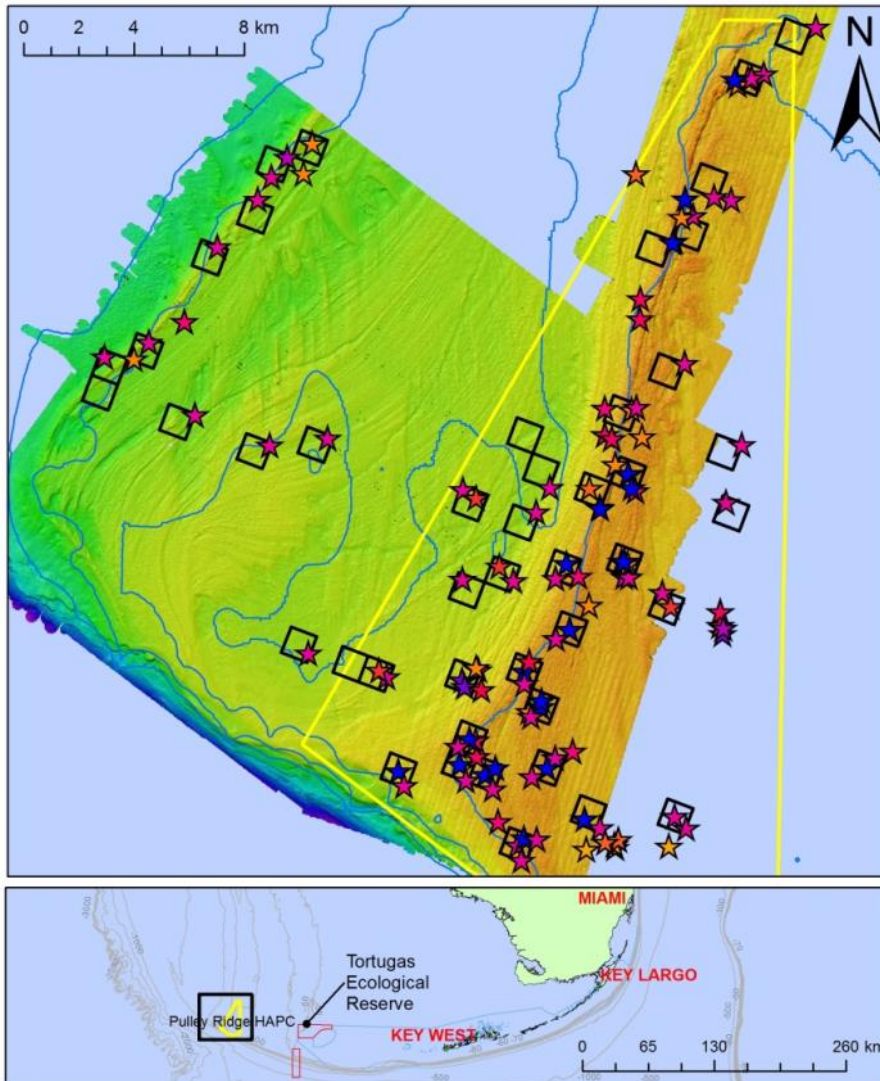 0 2 4 8 km
N
MIAMI
Tortugas
Ecological
Reserve
KEY LARGO
Pulley Ridge HAPC
KEY WEST
0 65 130 260 km